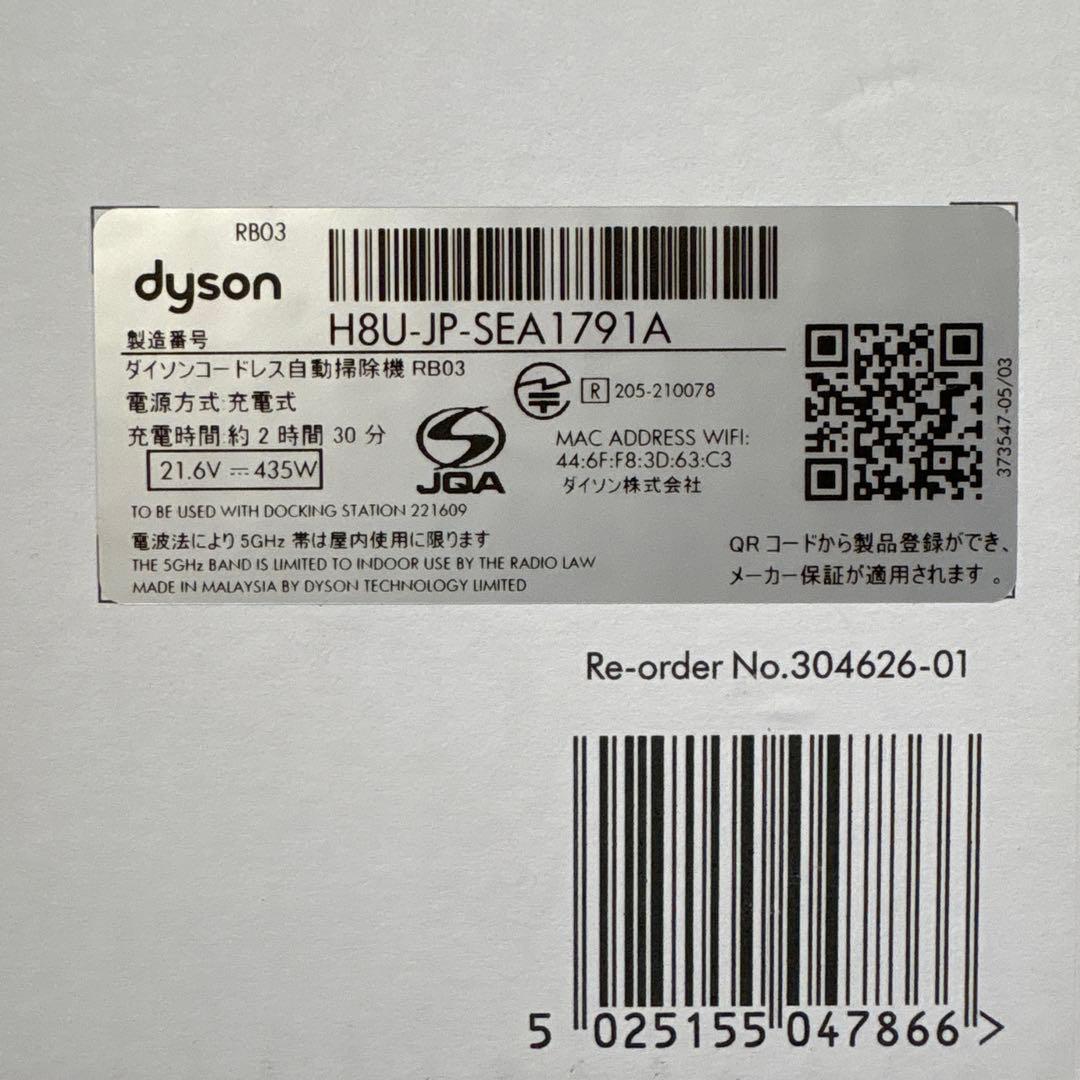 RB03
dyson
製造番号 H8U-JP-SEA1791A
ダイソンコードレス自動掃除機 RB03
電源方式:充電式
充電時間:約 2 時間 30 分
21.6V ⎓ 435W
JQA
R 205-210078
MAC ADDRESS WIFI:
44:6F:F8:3D:63:C3
ダイソン株式会社
373547-05/03
TO BE USED WITH DOCKING STATION 221609
電波法により 5GHz 帯は屋内使用に限ります
THE 5GHz BAND IS LIMITED TO INDOOR USE BY THE RADIO LAW
MADE IN MALAYSIA BY DYSON TECHNOLOGY LIMITED
QR コードから製品登録ができ、
メーカー保証が適用されます 。
Re-order No.304626-01
5 025155 047866 >